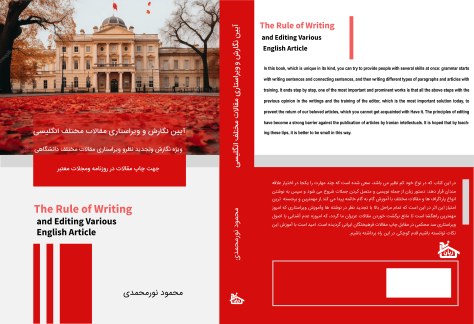 آیین نگارش و ویراستاری مقالات مختلف انگلیسی
ویژه نگارش وتجدید نظرو ویراستاری مقالات مختلف دانشگاهی
جهت چاپ مقالات در روزنامه ومجلات معتبر
The Rule of Writing
and Editing Various
English Article
محمود نورمحمدی
آیین نگارش و ویراستاری مقالات مختلف انگلیسی
محمود نورمحمدی
The Rule of Writing
and Editing Various
English Article
In this book, which is unique in its kind, you can try to provide people with several skills at once: grammar starts
with writing sentences and connecting sentences, and then writing different types of paragraphs and articles with
training. It ends step by step, one of the most important and prominent works is that all the above steps with the
previous opinion in the writings and the training of the editor, which is the most important solution today, to
prevent the return of our beloved articles, which you cannot get acquainted with Have it. The principles of editing
have become a strong barrier against the publication of articles by Iranian intellectuals. It is hoped that by teach-
ing these tips, it is better to be small in this way.